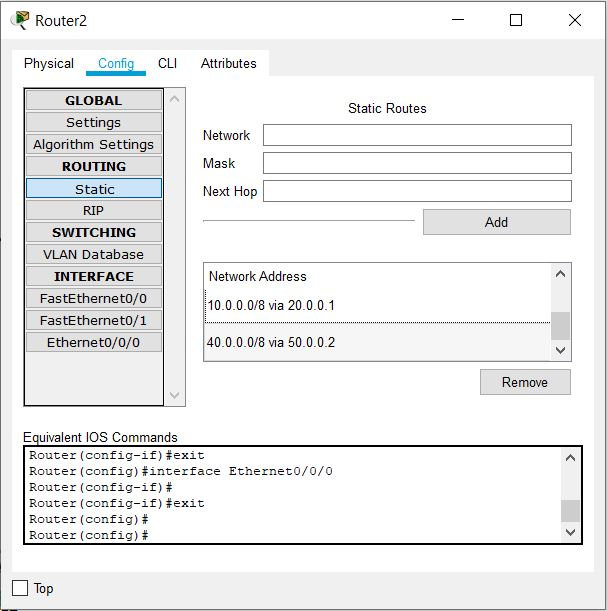 Router2
Physical Config CLI Attributes
GLOBAL
Settings
Algorithm Settings
ROUTING
Static
RIP
SWITCHING
VLAN Database
INTERFACE
FastEthernet0/0
FastEthernet0/1
Ethernet0/0/0
Static Routes
Network
Mask
Next Hop
Add
Network Address
10.0.0.0/8 via 20.0.0.1
40.0.0.0/8 via 50.0.0.2
Remove
Equivalent IOS Commands
Router(config-if)#exit
Router(config)#interface Ethernet0/0/0
Router(config-if)#
Router(config-if)#exit
Router(config)#
Router(config)#
Top